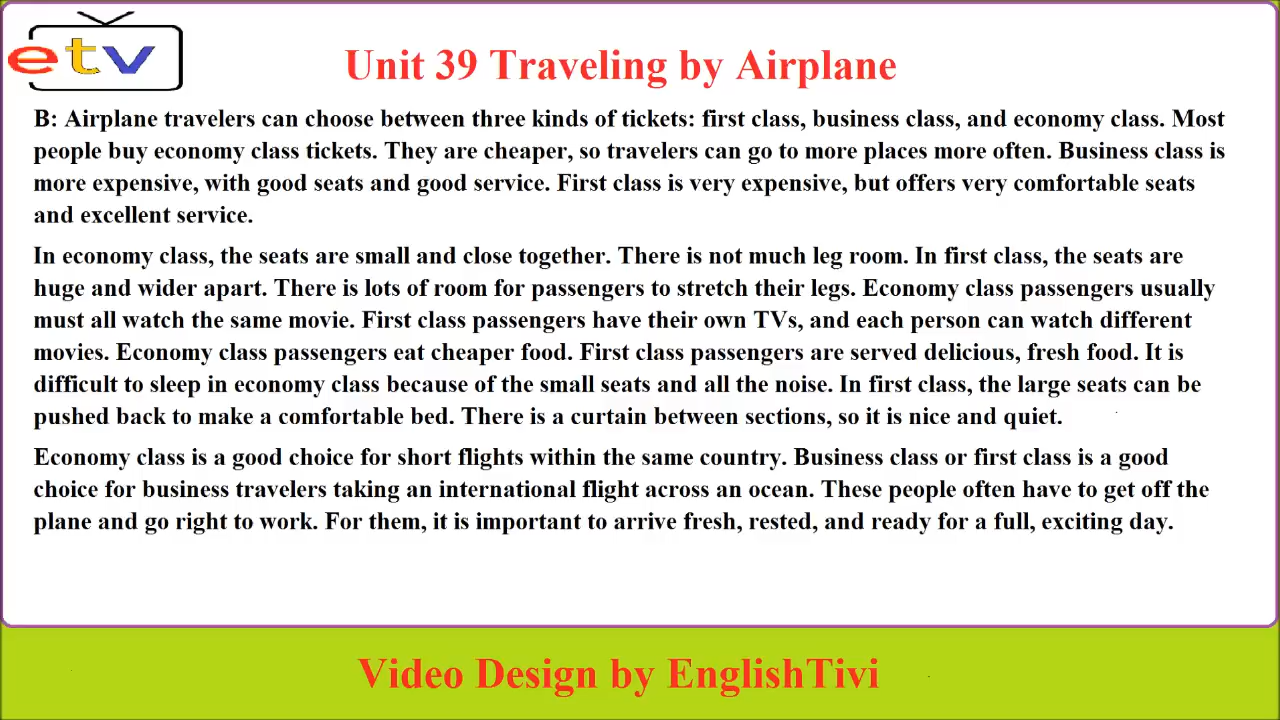 etv
Unit 39 Traveling by Airplane
B: Airplane travelers can choose between three kinds of tickets: first class, business class, and economy class. Most
people buy economy class tickets. They are cheaper, so travelers can go to more places more often. Business class is
more expensive, with good seats and good service. First class is very expensive, but offers very comfortable seats
and excellent service.
In economy class, the seats are small and close together. There is not much leg room. In first class, the seats are
huge and wider apart. There is lots of room for passengers to stretch their legs. Economy class passengers usually
must all watch the same movie. First class passengers have their own TVs, and each person can watch different
movies. Economy class passengers eat cheaper food. First class passengers are served delicious, fresh food. It is
difficult to sleep in economy class because of the small seats and all the noise. In first class, the large seats can be
pushed back to make a comfortable bed. There is a curtain between sections, so it is nice and quiet.
Economy class is a good choice for short flights within the same country. Business class or first class is a good
choice for business travelers taking an international flight across an ocean. These people often have to get off the
plane and go right to work. For them, it is important to arrive fresh, rested, and ready for a full, exciting day.
Video Design by EnglishTivi